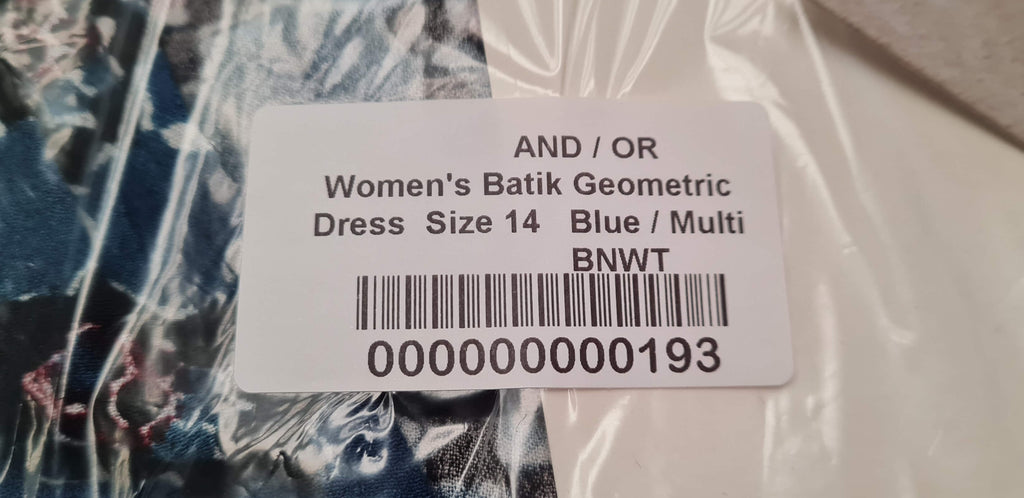 AND / OR
Women's Batik Geometric
Dress Size 14 Blue / Multi
BNWT
000000000193